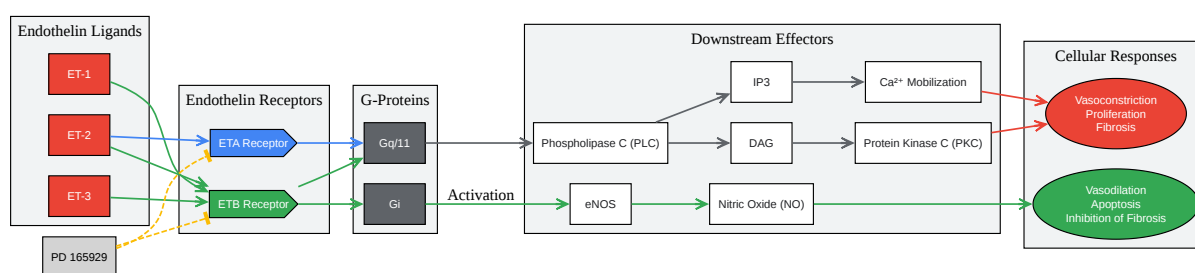 Endothelin Ligands
ET-1
ET-2
ET-3
PD 165929
Endothelin Receptors
ETA Receptor
ETB Receptor
G-Proteins
Gq/11
Gi
Activation
Downstream Effectors
Phospholipase C (PLC)
IP3
DAG
Ca²⁺ Mobilization
Protein Kinase C (PKC)
eNOS
Nitric Oxide (NO)
Cellular Responses
Vasoconstriction
Proliferation
Fibrosis
Vasodilation
Apoptosis
Inhibition of Fibrosis